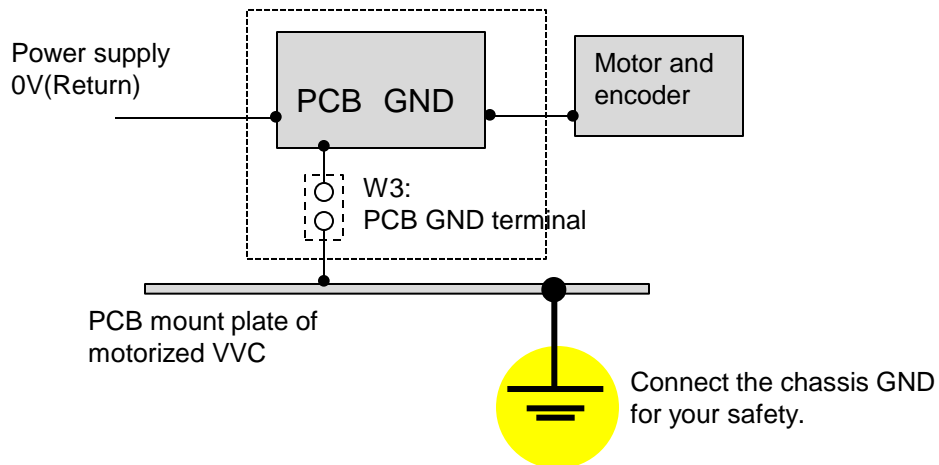 Power supply
0V(Return)
PCB GND
Motor and
encoder
W3:
PCB GND terminal
PCB mount plate of
motorized VVC
Connect the chassis GND
for your safety.